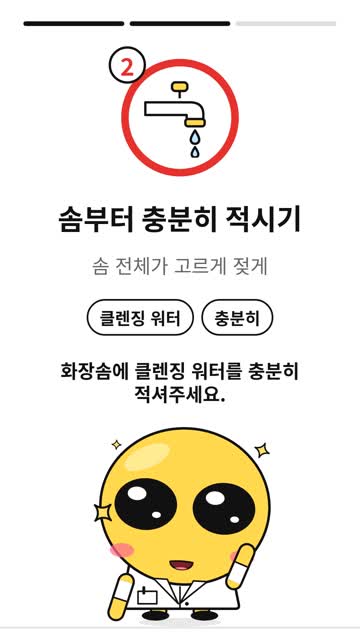 2
솜부터 충분히 적시기
솜 전체가 고르게 젖게
클렌징 워터
충분히
화장솜에 클렌징 워터를 충분히
적셔주세요.